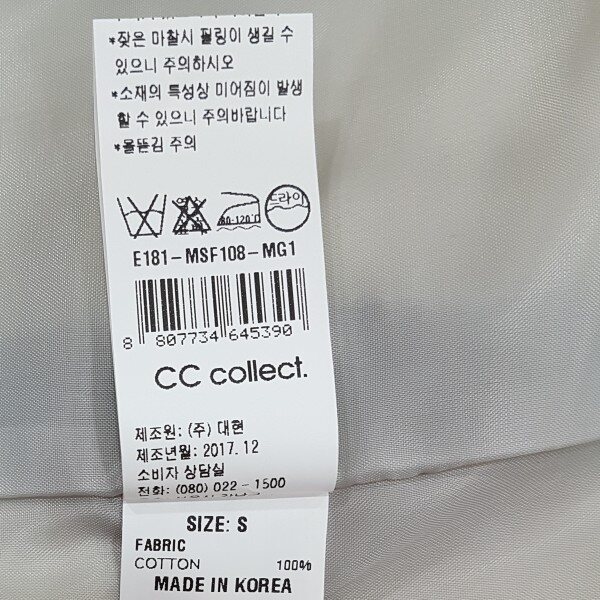 *잦은 마찰시 필링이 생길 수
있으니 주의하시오
*소재의 특성상 미어짐이 발생
할 수 있으니 주의바랍니다
*올뜯김 주의
드라이
80-120℃
E181-MSF108-MG1
8 807734 645390
CC collect.
제조원: (주) 대현
제조년월: 2017.12
소비자 상담실
전화: (080) 022-1500
SIZE: S
FABRIC
COTTON 100%
MADE IN KOREA